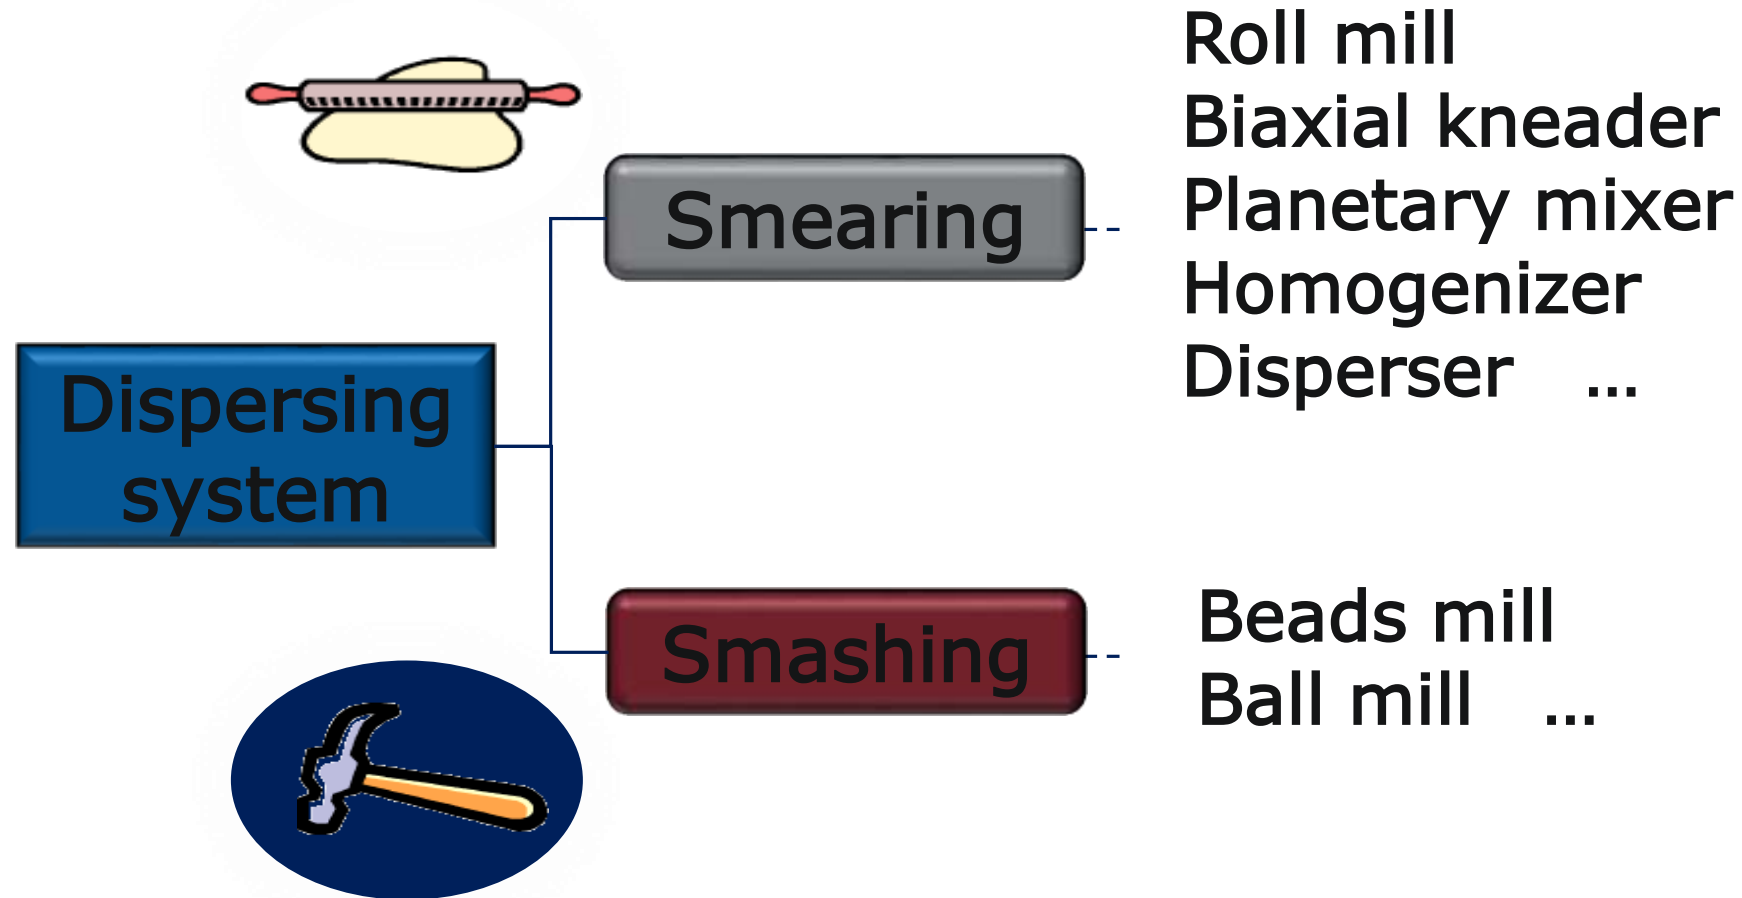 Roll mill
Biaxial kneader
Planetary mixer
Homogenizer
Disperser ...
Smearing
Dispersing
system
Smashing
Beads mill
Ball mill ...